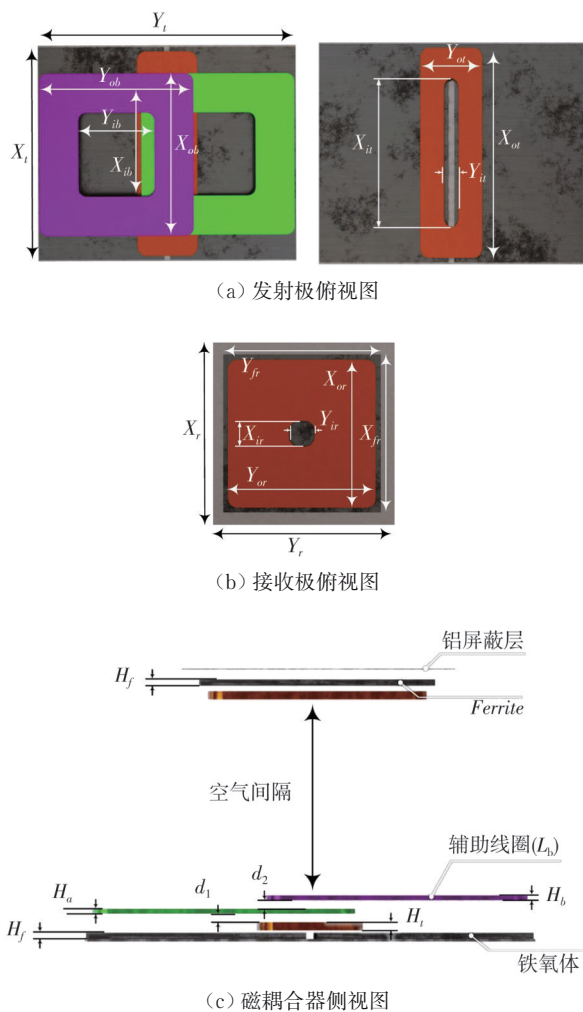 Y_t
Y_ob Y_ot
Y_ib
X_t X_ib X_ob X_it Y_it X_ot
(a) 发射极俯视图
Y_fr X_or
X_r X_ir Y_ir X_fr
Y_or
Y_r
(b) 接收极俯视图
铝屏蔽层
H_f
Ferrite
空气间隔
辅助线圈(L_b)
d_1 d_2
H_a H_b
H_t
H_f
铁氧体
(c) 磁耦合器侧视图